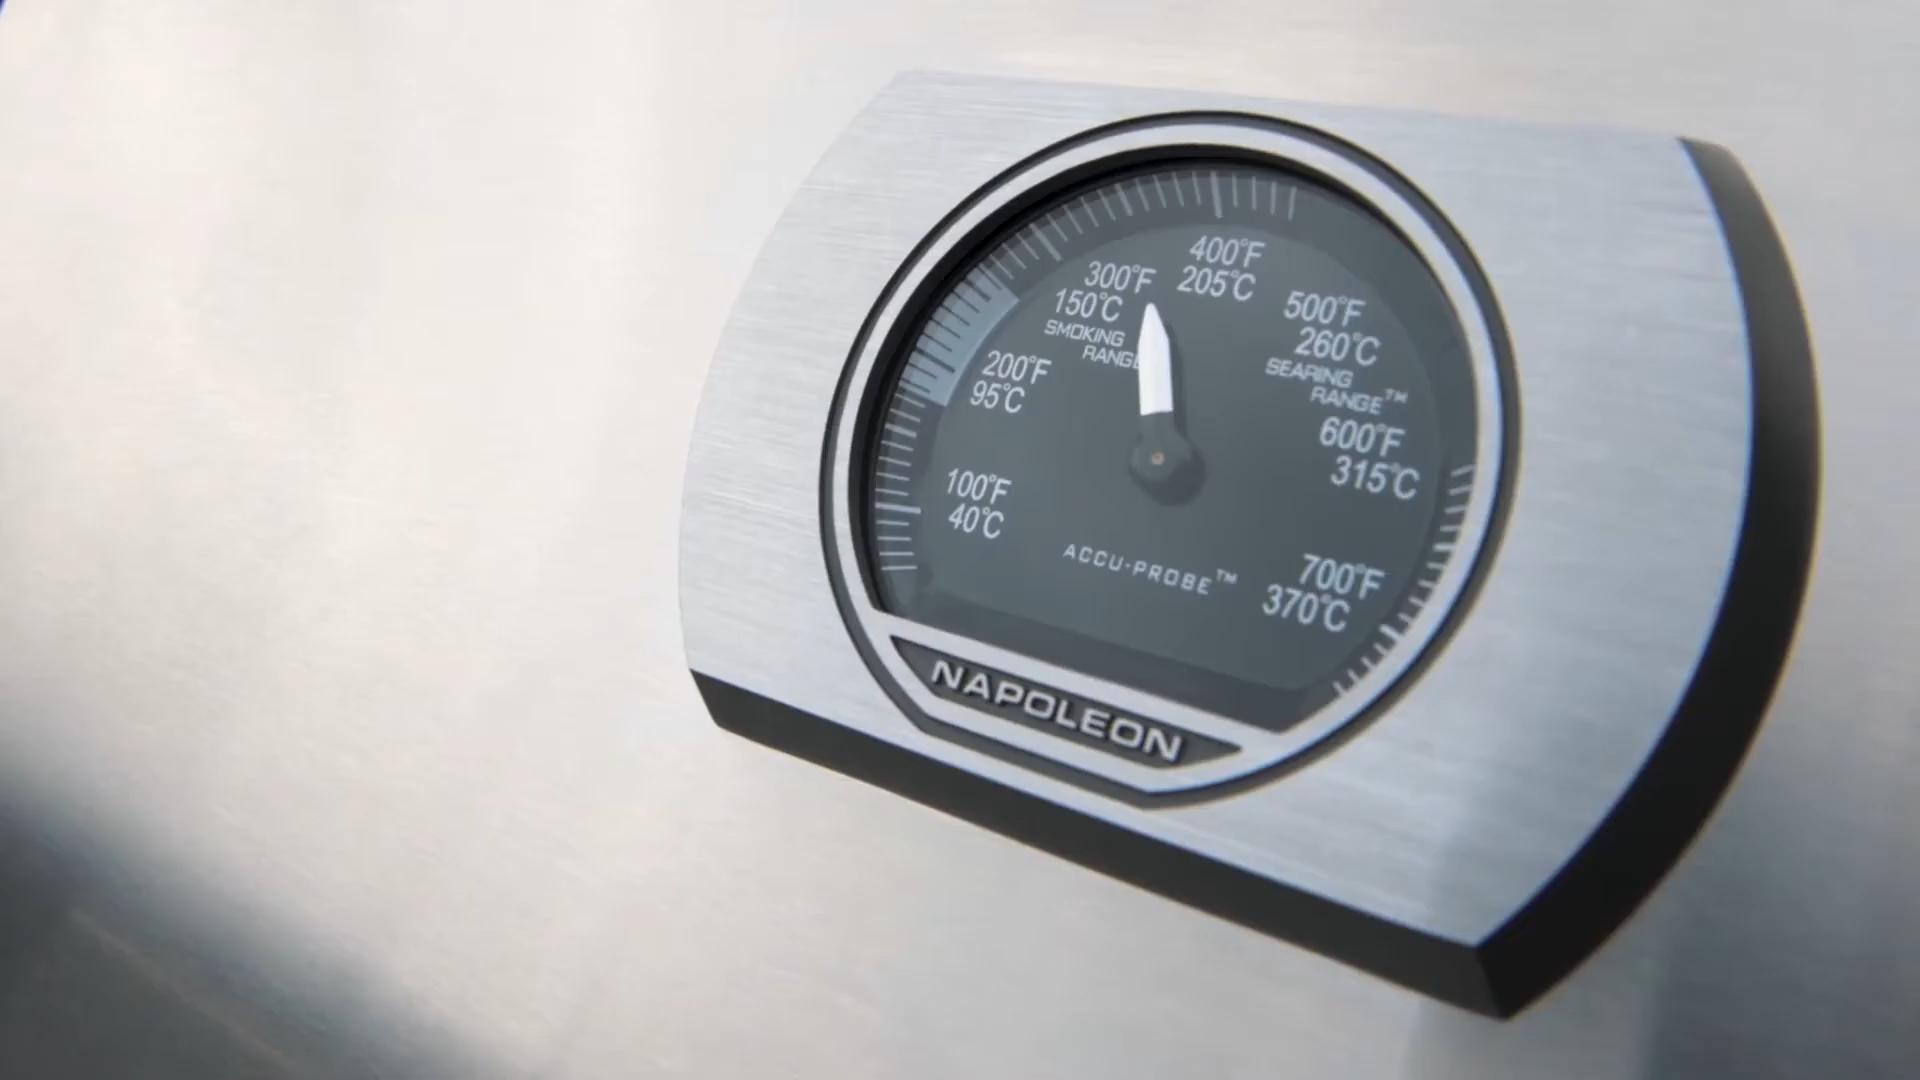 400°F
205°C
300°F
150°C
SMOKING
RANGE
500°F
260°C
SEARING
RANGE™
200°F
95°C
600°F
315°C
100°F
40°C
ACCU-PROBE™
700°F
370°C
NAPOLEON